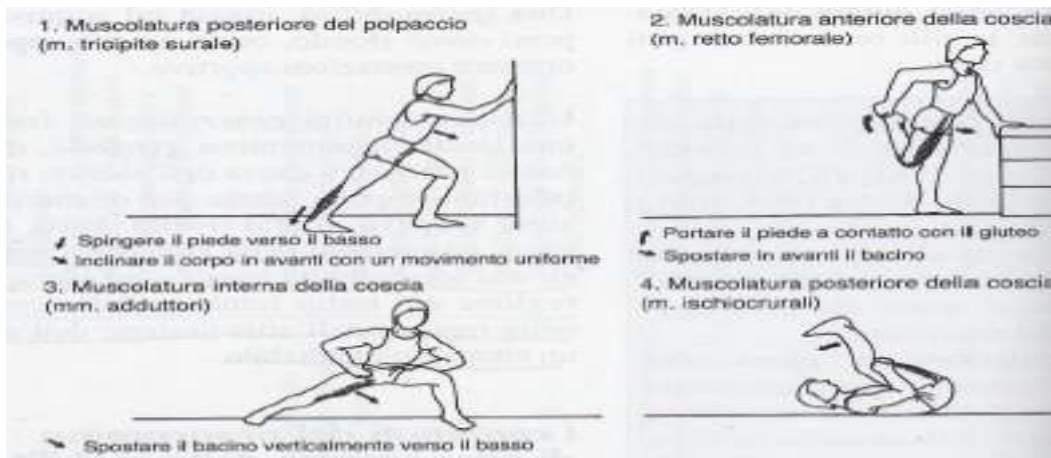 1. Muscolatura posteriore del polpaccio
(m. tricipite surale)
Spingere il piede verso il basso
Inclinare il corpo in avanti con un movimento uniforme
2. Muscolatura anteriore della coscia
(m. retto femorale)
Portare il piede a contatto con il gluteo
Spostare in avanti il bacino
3. Muscolatura interna della coscia
(mm. adduttori)
Spostare il bacino verticalmente verso il basso
4. Muscolatura posteriore della coscia
(m. ischiocrurali)